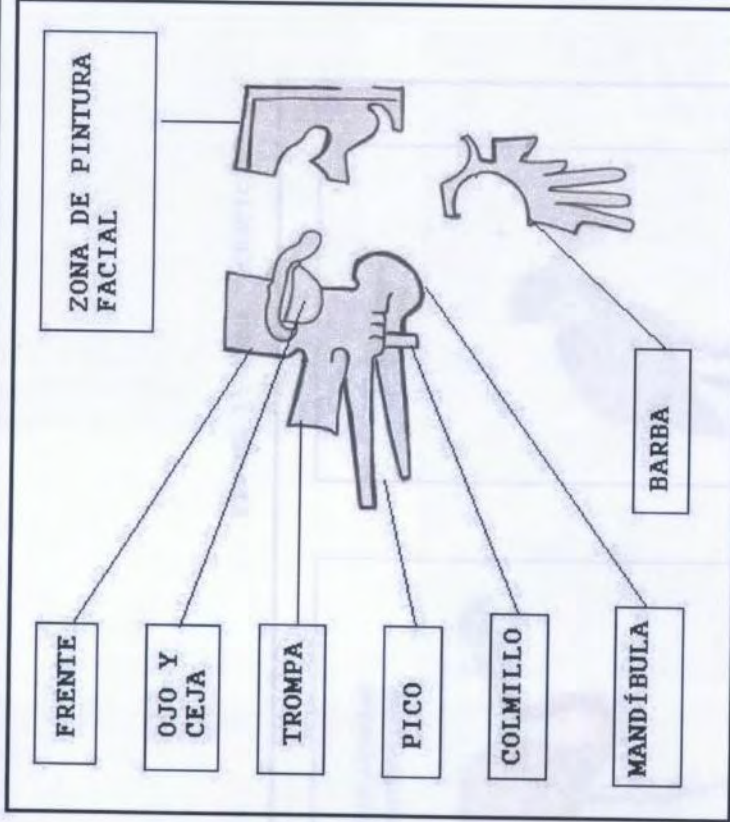 ZONA DE PINTURA
FACIAL
FRENTE
OJO Y
CEJA
TROMPA
PICO
COLMILLO
MANDÍBULA
BARBA